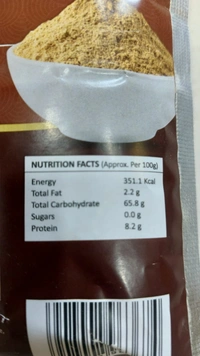 NUTRITION FACTS (Approx. Per 100g)
Energy 351.1 Kcal
Total Fat 2.2 g
Total Carbohydrate 65.8 g
Sugars 0.0 g
Protein 8.2 g